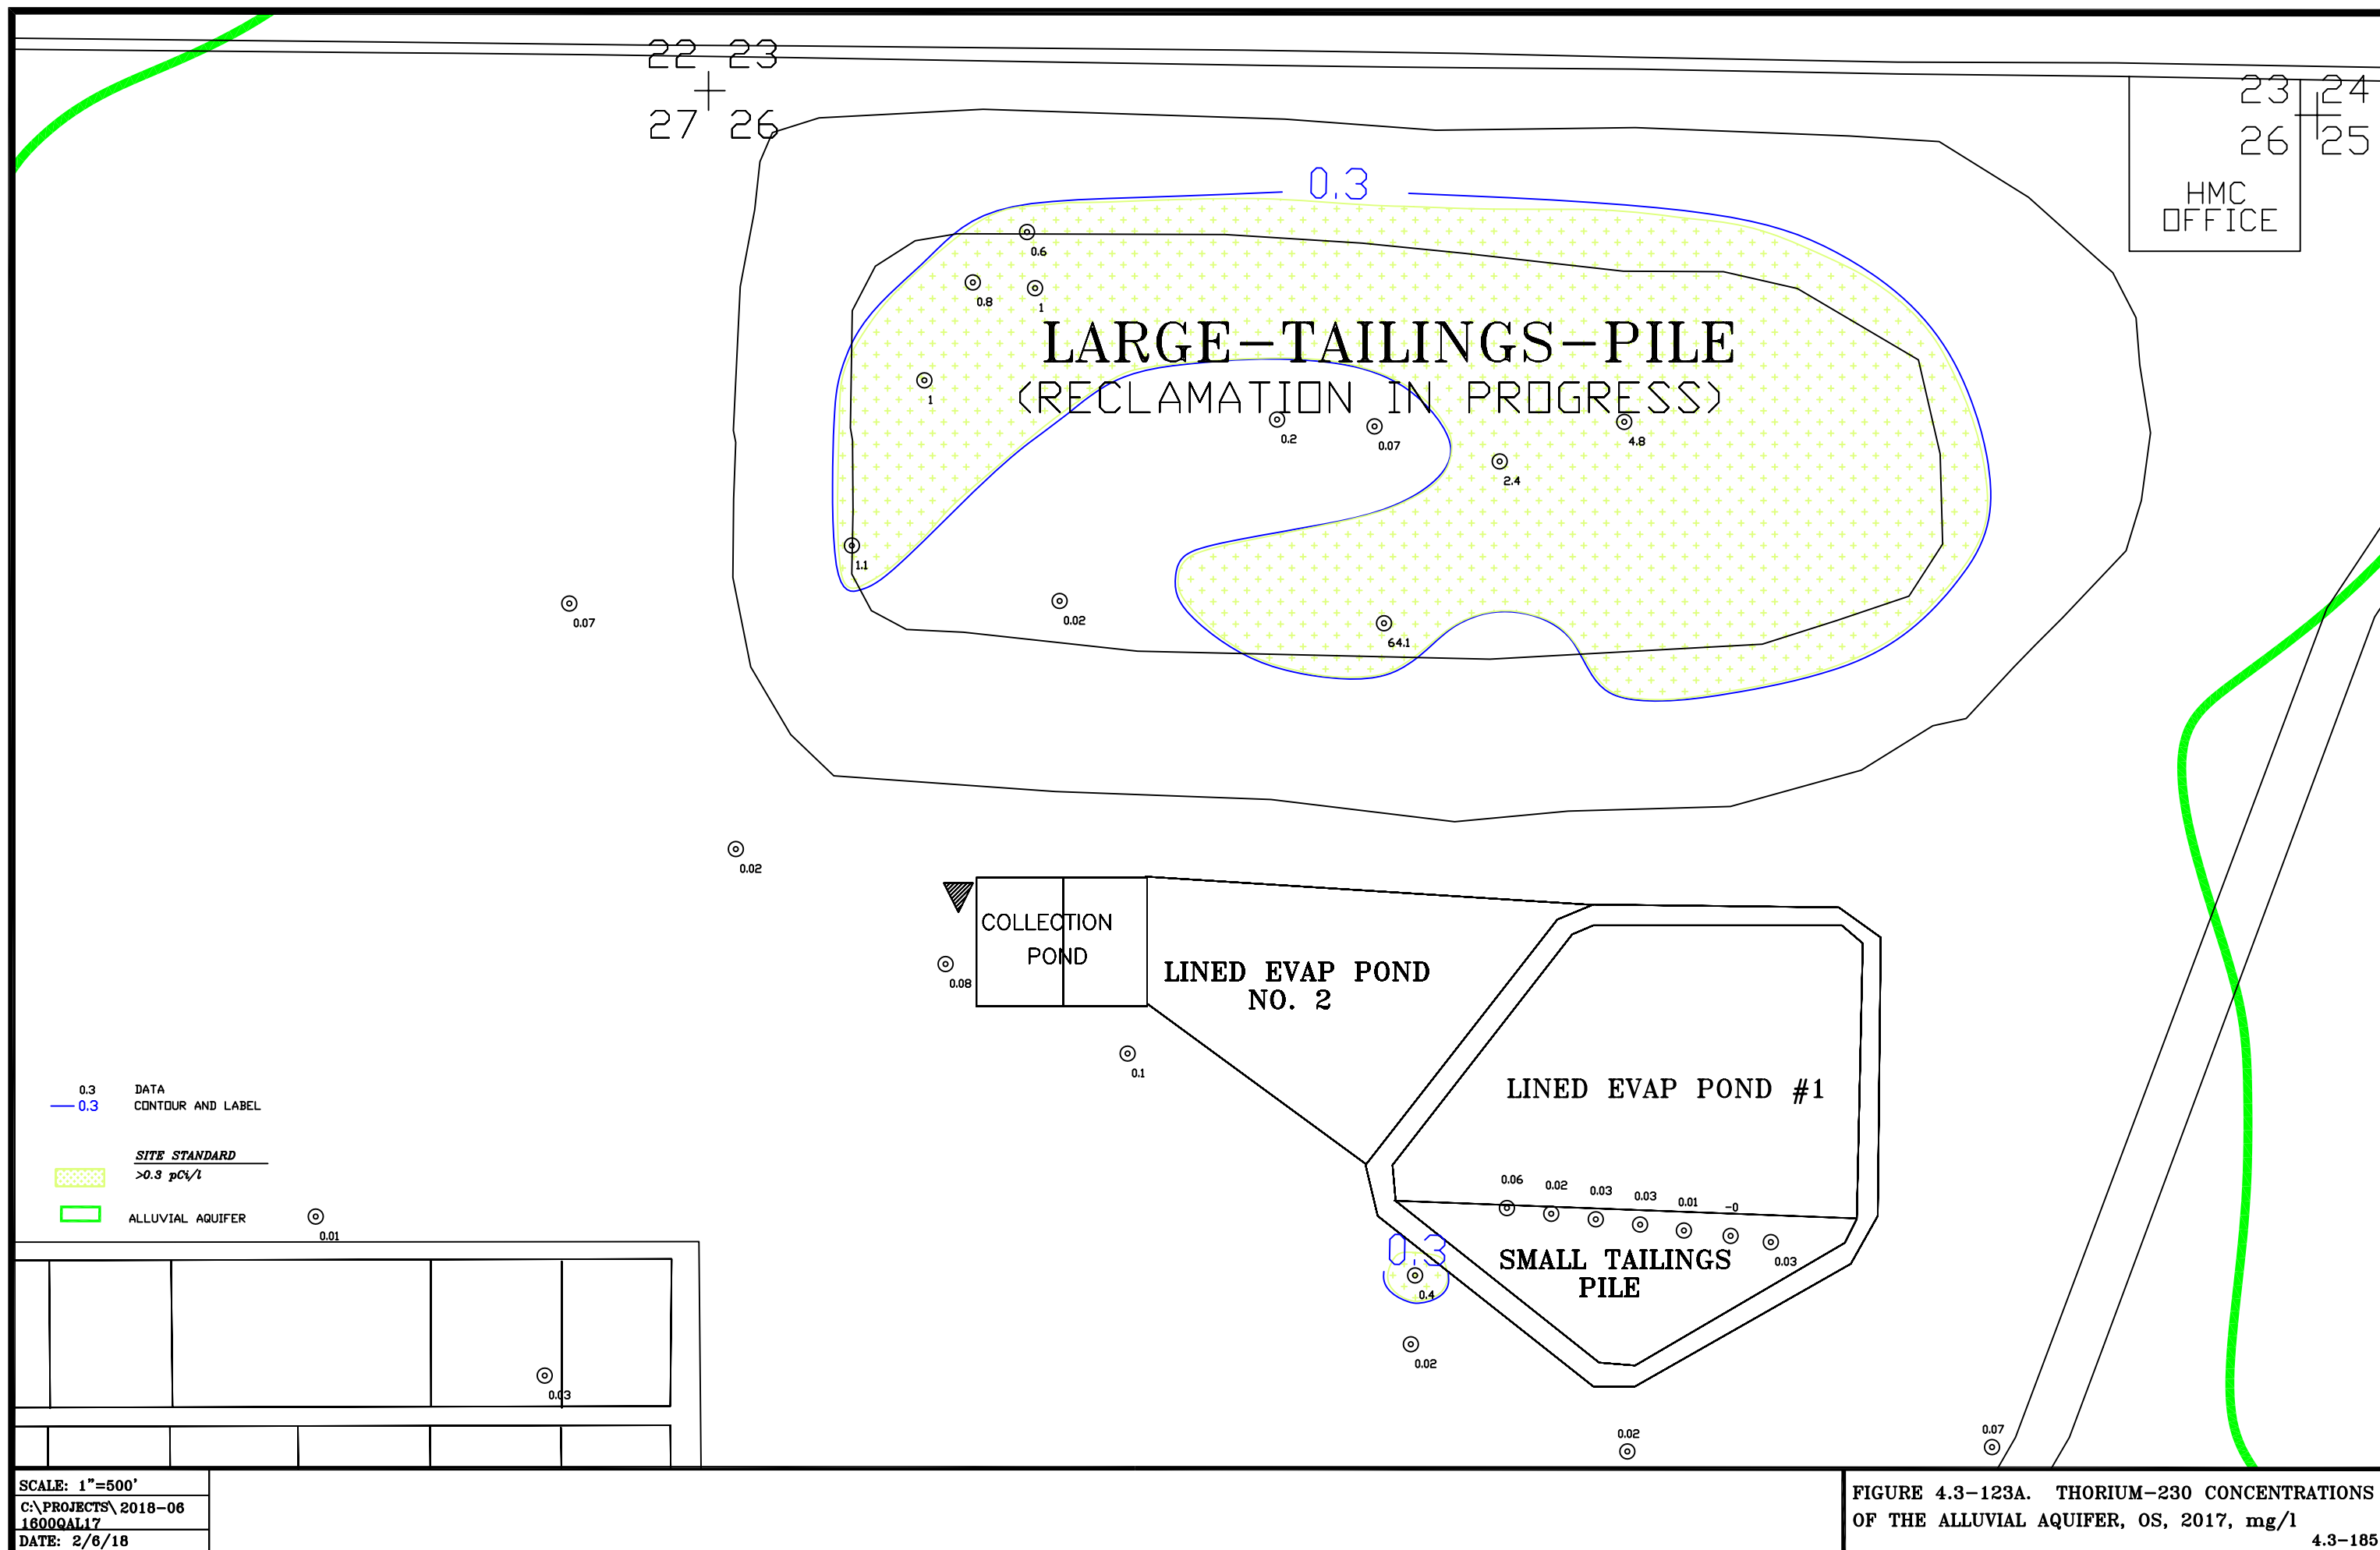 22 23
27 26
23 24
26 25
HMC
OFFICE
0.3
0.6
0.8
1
LARGE-TAILINGS-PILE
(RECLAMATION IN PROGRESS)
1
0.2
0.07
4.8
2.4
1.1
0.07
0.02
64.1
0.02
COLLECTION
POND
0.08
LINED EVAP POND
NO. 2
0.1
LINED EVAP POND #1
0.3 DATA
0.3 CONTOUR AND LABEL
SITE STANDARD
>0.3 pCi/l
ALLUVIAL AQUIFER
0.01
0.06
0.02
0.03
0.03
0.01
-0
0.03
SMALL TAILINGS
PILE
0.3
0.4
0.02
0.03
0.02
0.07
SCALE: 1"=500'
C:\PROJECTS\2018-06
1600QAL17
DATE: 2/6/18
FIGURE 4.3-123A. THORIUM-230 CONCENTRATIONS
OF THE ALLUVIAL AQUIFER, OS, 2017, mg/l
4.3-185